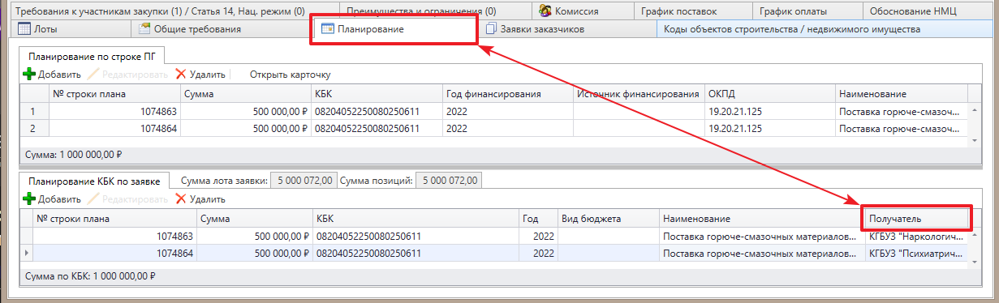 Требования к участникам закупки (1) / Статья 14, Нац. режим (0) Преимущества и ограничения (0) Комиссия График поставок График оплаты Обоснование НМЦ
Лоты Общие требования Планирование Заявки заказчиков Коды объектов строительства / недвижимого имущества
Планирование по строке ПГ
Добавить Редактировать Удалить Открыть карточку
№ строки плана Сумма КБК Год финансирования Источник финансирования ОКПД Наименование
1 1074863 500 000,00 ₽ 08204052250080250611 2022 19.20.21.125 Поставка горюче-смазоч...
2 1074864 500 000,00 ₽ 08204052250080250611 2022 19.20.21.125 Поставка горюче-смазоч...
Сумма: 1 000 000,00 ₽
Планирование КБК по заявке Сумма лота заявки: 5 000 072,00 Сумма позиций: 5 000 072,00
Добавить Редактировать Удалить
№ строки плана Сумма КБК Год Вид бюджета Наименование Получатель
1074863 500 000,00 ₽ 08204052250080250611 2022 Поставка горюче-смазочных материалов... КГБУЗ "Наркологич...
1074864 500 000,00 ₽ 08204052250080250611 2022 Поставка горюче-смазочных материалов... КГБУЗ "Психиатрич...
Сумма по КБК: 1 000 000,00 ₽